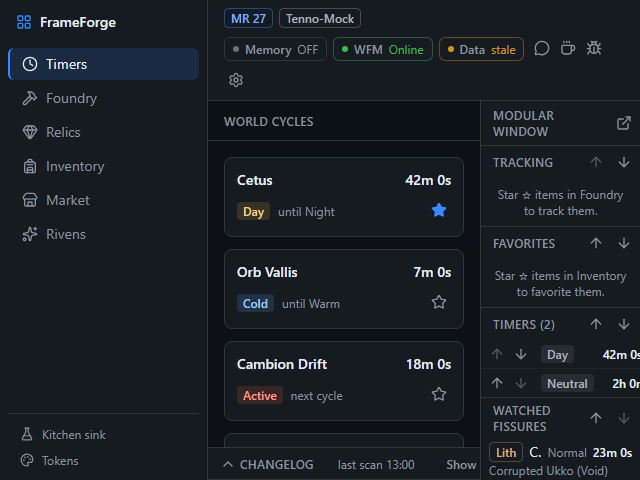 FrameForge
Timers
Foundry
Relics
Inventory
Market
Rivens
Kitchen sink
Tokens
MR 27
Tenno-Mock
Memory OFF
WFM Online
Data stale
WORLD CYCLES
Cetus 42m 0s
Day until Night
Orb Vallis 7m 0s
Cold until Warm
Cambion Drift 18m 0s
Active next cycle
CHANGELOG last scan 13:00 Show
MODULAR
WINDOW
TRACKING
Star ☆ items in Foundry
to track them.
FAVORITES
Star ☆ items in Inventory
to favorite them.
TIMERS (2)
Day 42m 0s
Neutral 2h 0m
WATCHED
FISSURES
Lith C. Normal 23m 0s
Corrupted Ukko (Void)